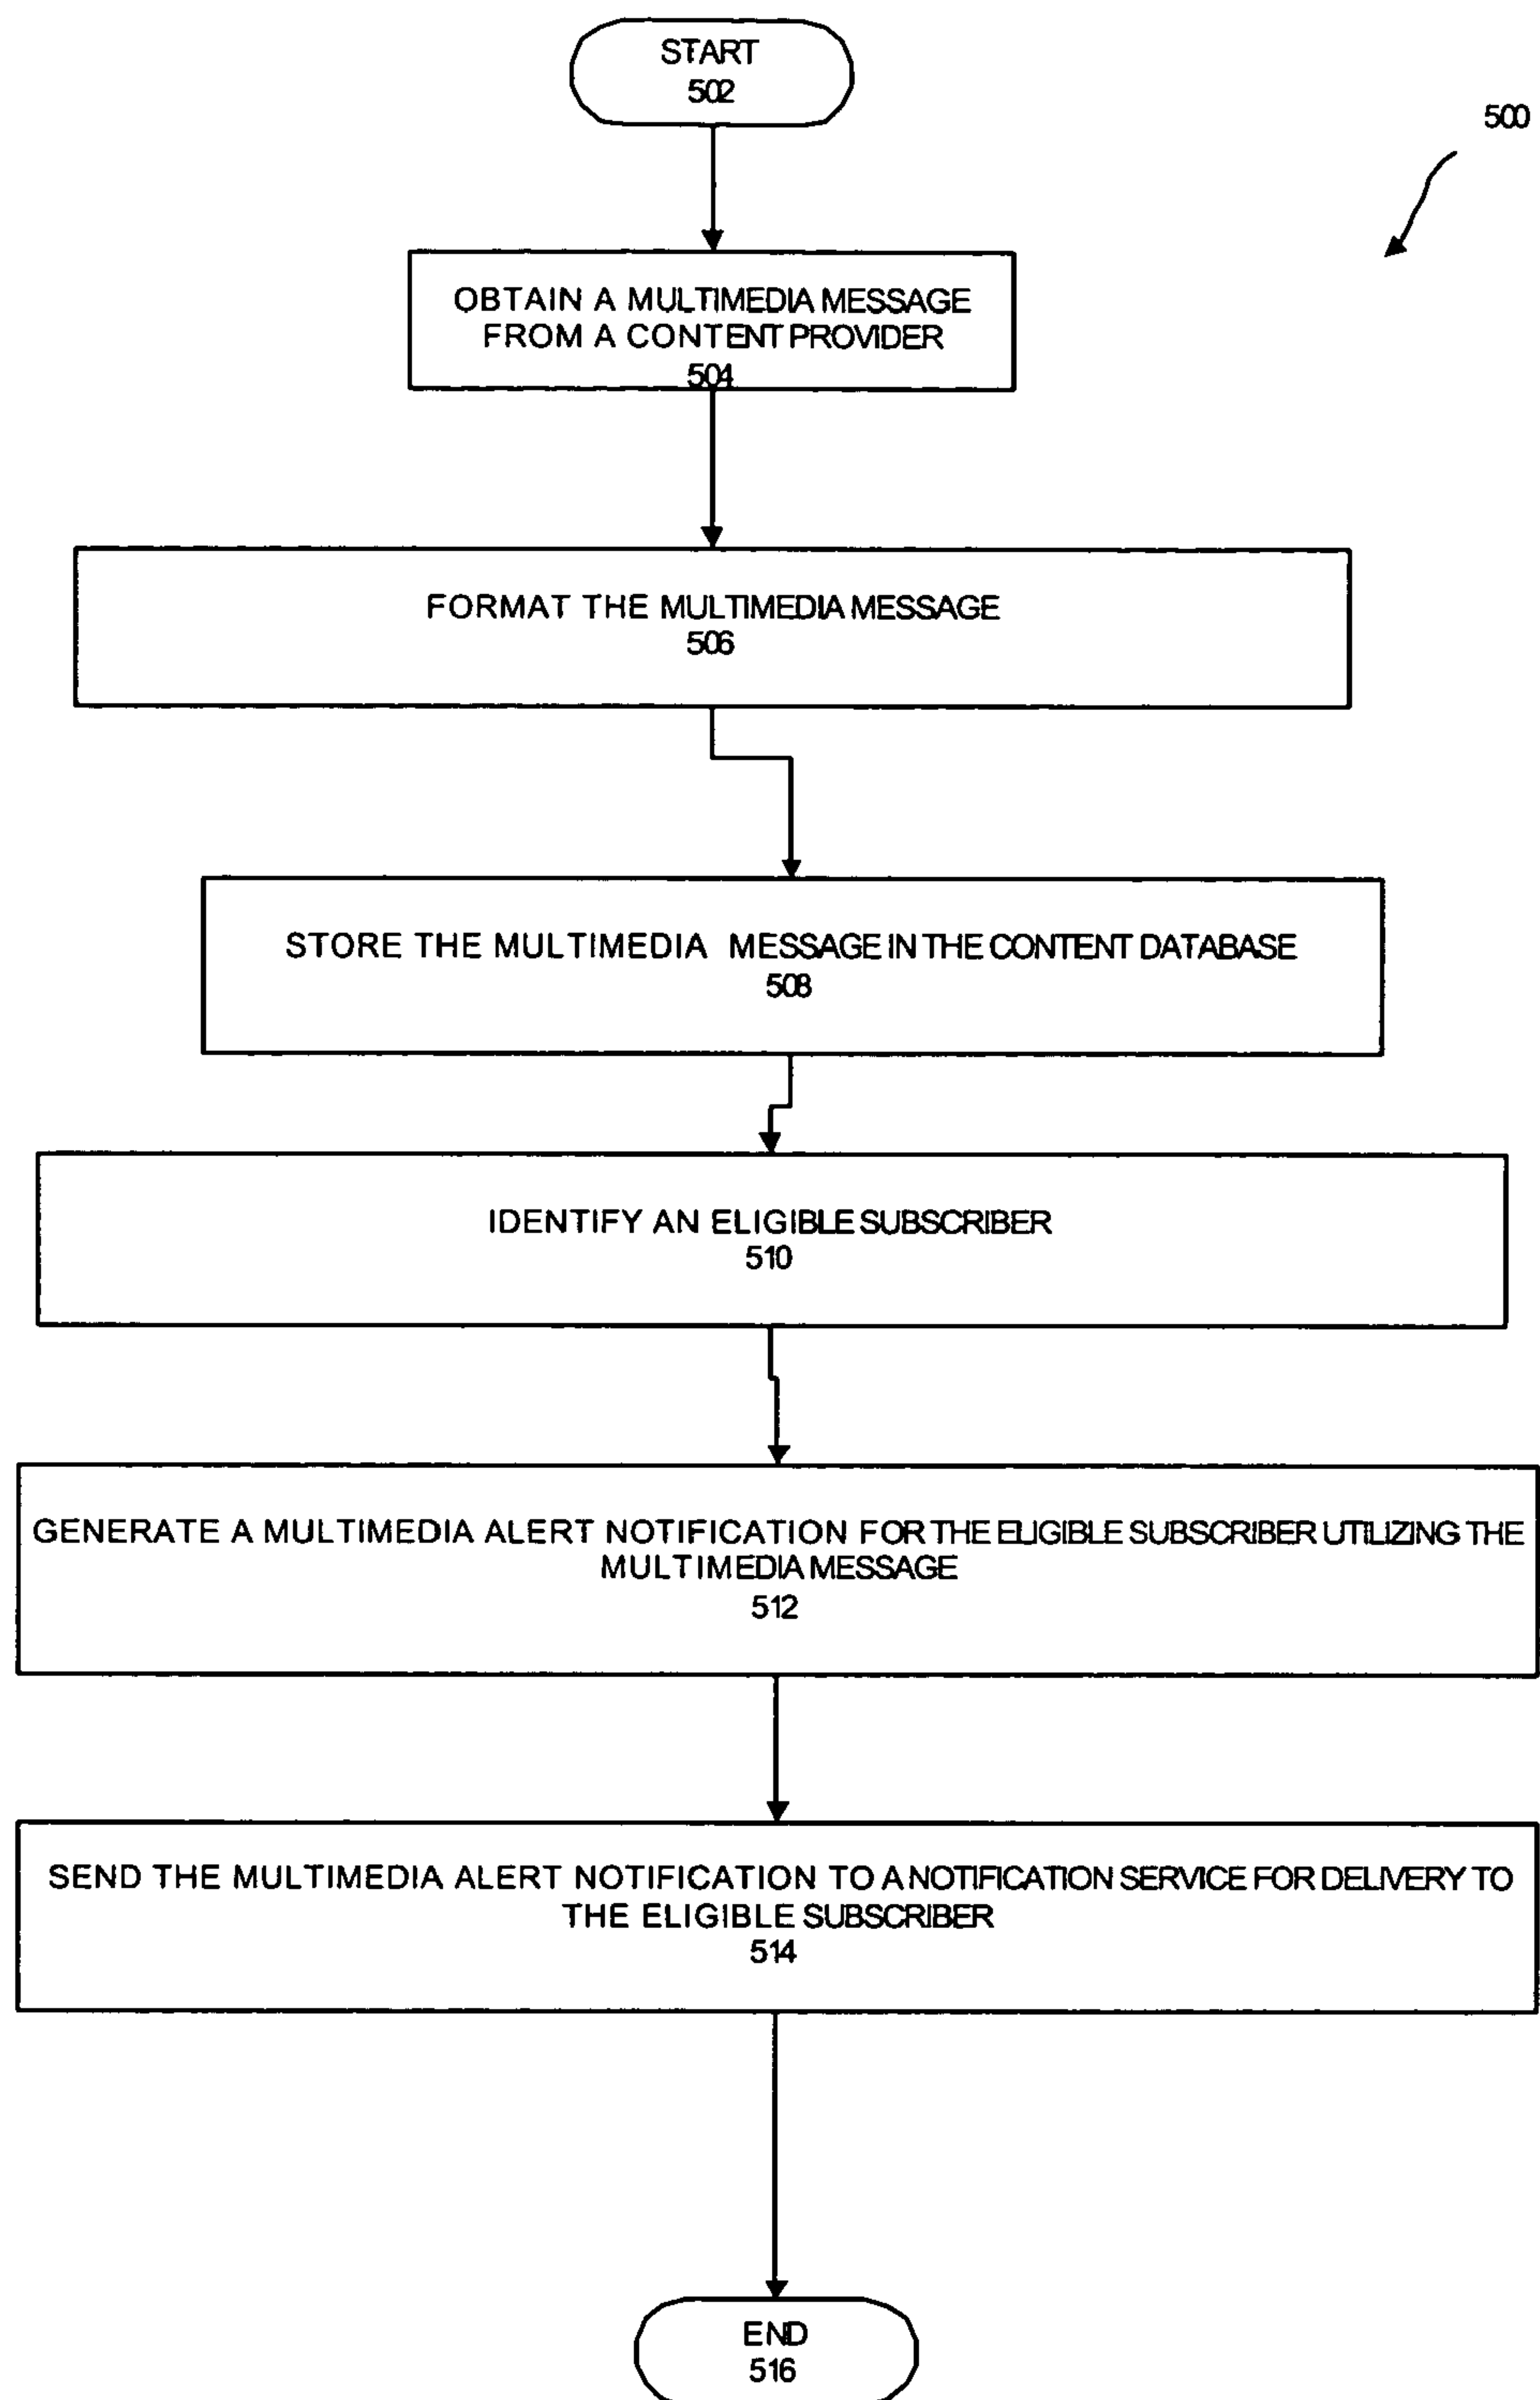 START
502
500
OBTAIN A MULTIMEDIA MESSAGE
FROM A CONTENT PROVIDER
504
FORMAT THE MULTIMEDIA MESSAGE
506
STORE THE MULTIMEDIA MESSAGE IN THE CONTENT DATABASE
508
IDENTIFY AN ELIGIBLE SUBSCRIBER
510
GENERATE A MULTIMEDIA ALERT NOTIFICATION FOR THE ELIGIBLE SUBSCRIBER UTILIZING THE
MULTIMEDIA MESSAGE
512
SEND THE MULTIMEDIA ALERT NOTIFICATION TO A NOTIFICATION SERVICE FOR DELIVERY TO
THE ELIGIBLE SUBSCRIBER
514
END
516